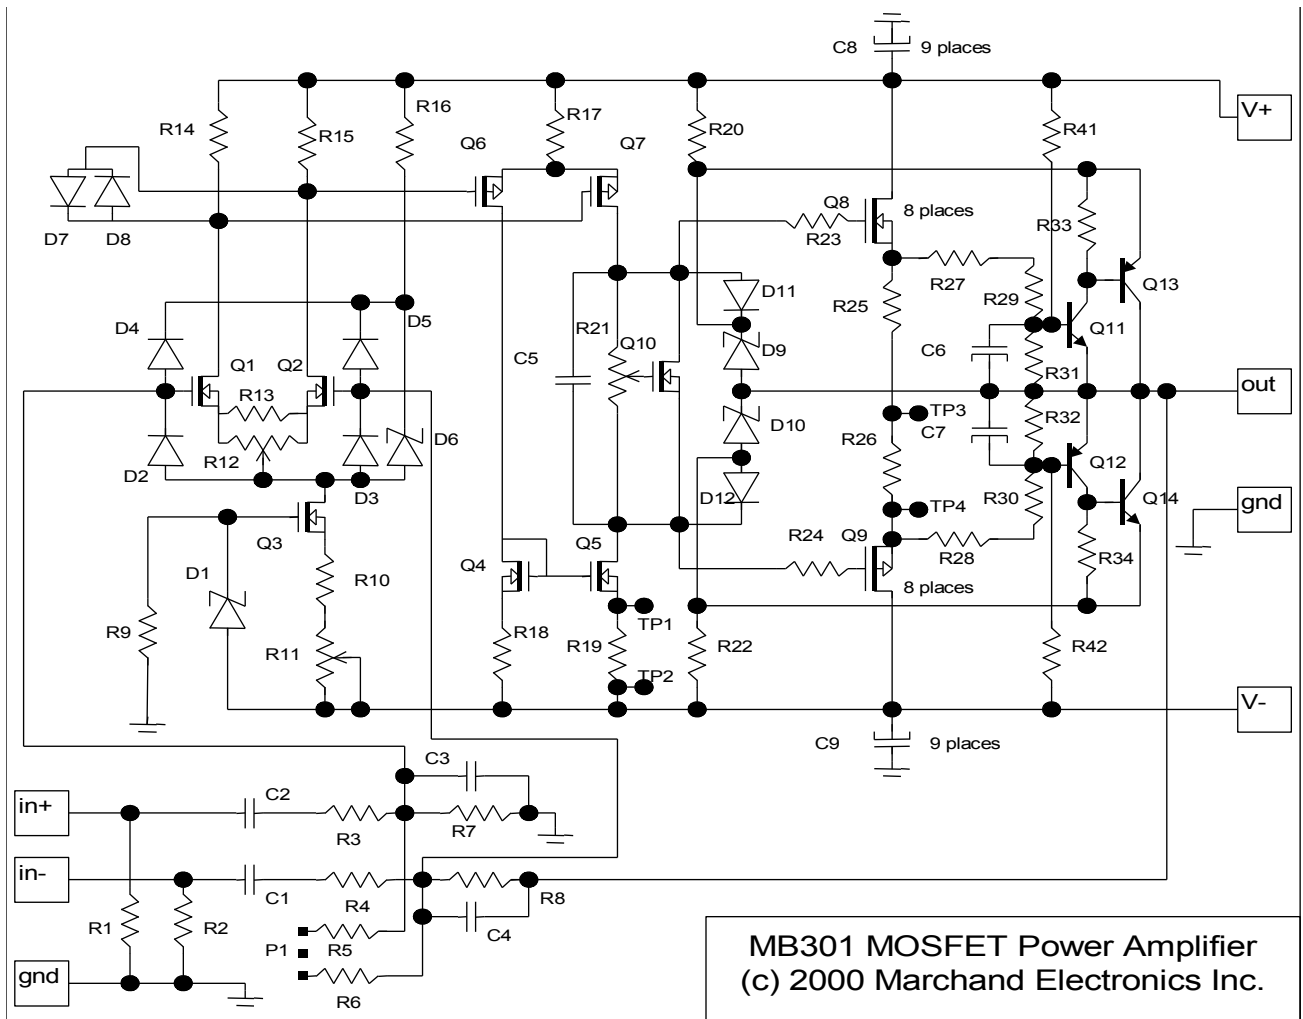 C8 9 places
R14 R15 R16 Q6 R17 Q7 R20 R41 V+
D7 D8 Q8 8 places R23 R33
D4 D5 R21 Q10 D11 R25 R27 R29 Q13
Q1 Q2 C5 D9 C6 Q11
R13 R31 out
R12 D2 D6 D10 TP3 C7 R32
D3 D12 R26 Q12
R30 Q14 gnd
TP4
Q3 D1 R10 Q4 Q5 R24 Q9 R28 R34
8 places
R9 R11 R18 R19 TP1 R22 R42
TP2 V-
C9 9 places
C3
in+ C2 R3 R7
in- C1 R4 R8
R1 R2 P1 R5 C4
gnd R6
MB301 MOSFET Power Amplifier
(c) 2000 Marchand Electronics Inc.